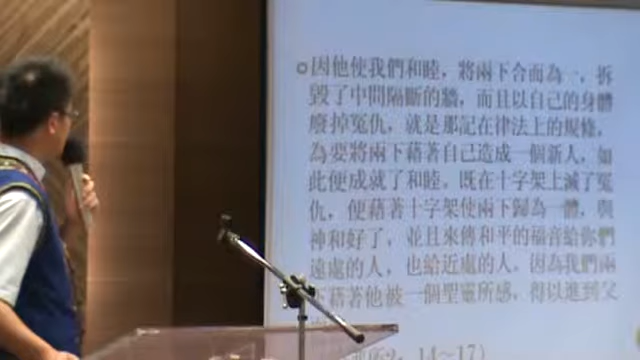 因他使我們和睦，將兩下合而為一，拆
毀了中間隔斷的牆，而且以自己的身體
廢掉冤仇，就是那記在律法上的規條，
為要將兩下藉著自己造成一個新人，如
此便成就了和睦。既在十字架上滅了冤
仇，便藉著十字架使兩下歸為一體，與
神和好了，並且來傳和平的福音給你們
遠處的人，也給近處的人，因為我們兩
下藉著他被一個聖靈所感，得以進到父
14~17)